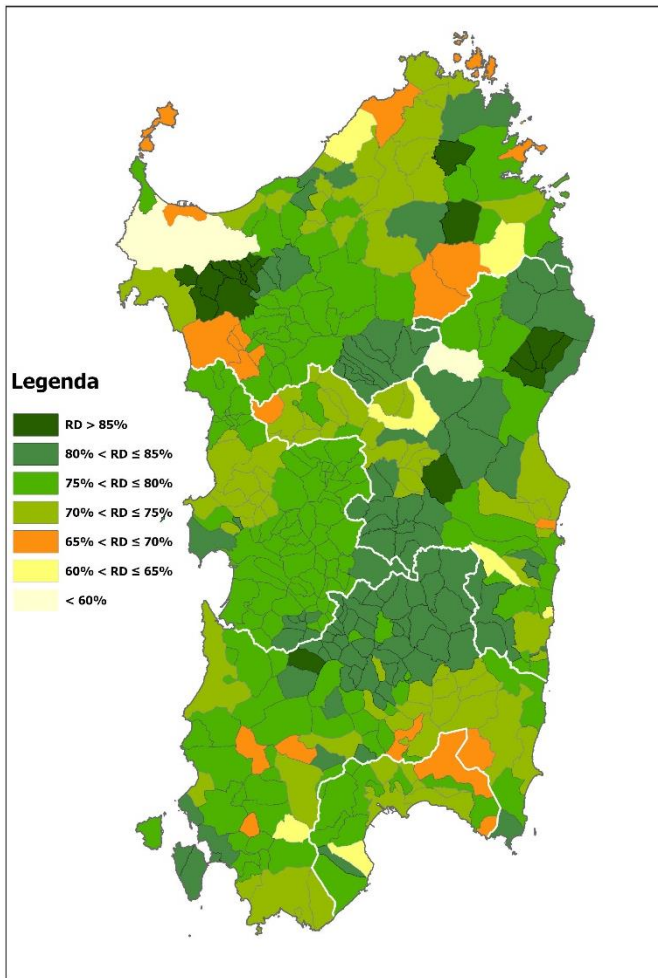 Legenda
RD > 85%
80% < RD ≤ 85%
75% < RD ≤ 80%
70% < RD ≤ 75%
65% < RD ≤ 70%
60% < RD ≤ 65%
< 60%